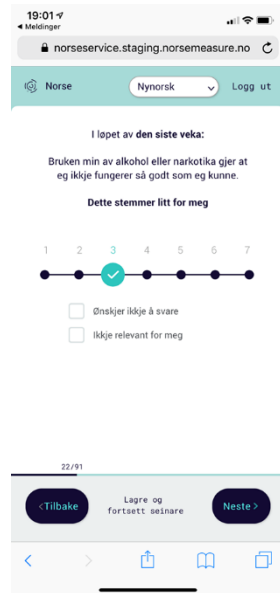 19:01
Meldinger
norseservice.staging.norsemeasure.no
Norse Nynorsk Logg ut
I løpet av den siste veka:
Bruken min av alkohol eller narkotika gjer at
eg ikkje fungerer så godt som eg kunne.
Dette stemmer litt for meg
1 2 3 4 5 6 7
Ønskjer ikkje å svare
Ikkje relevant for meg
22/91
<Tilbake Lagre og Neste >
fortsett seinare